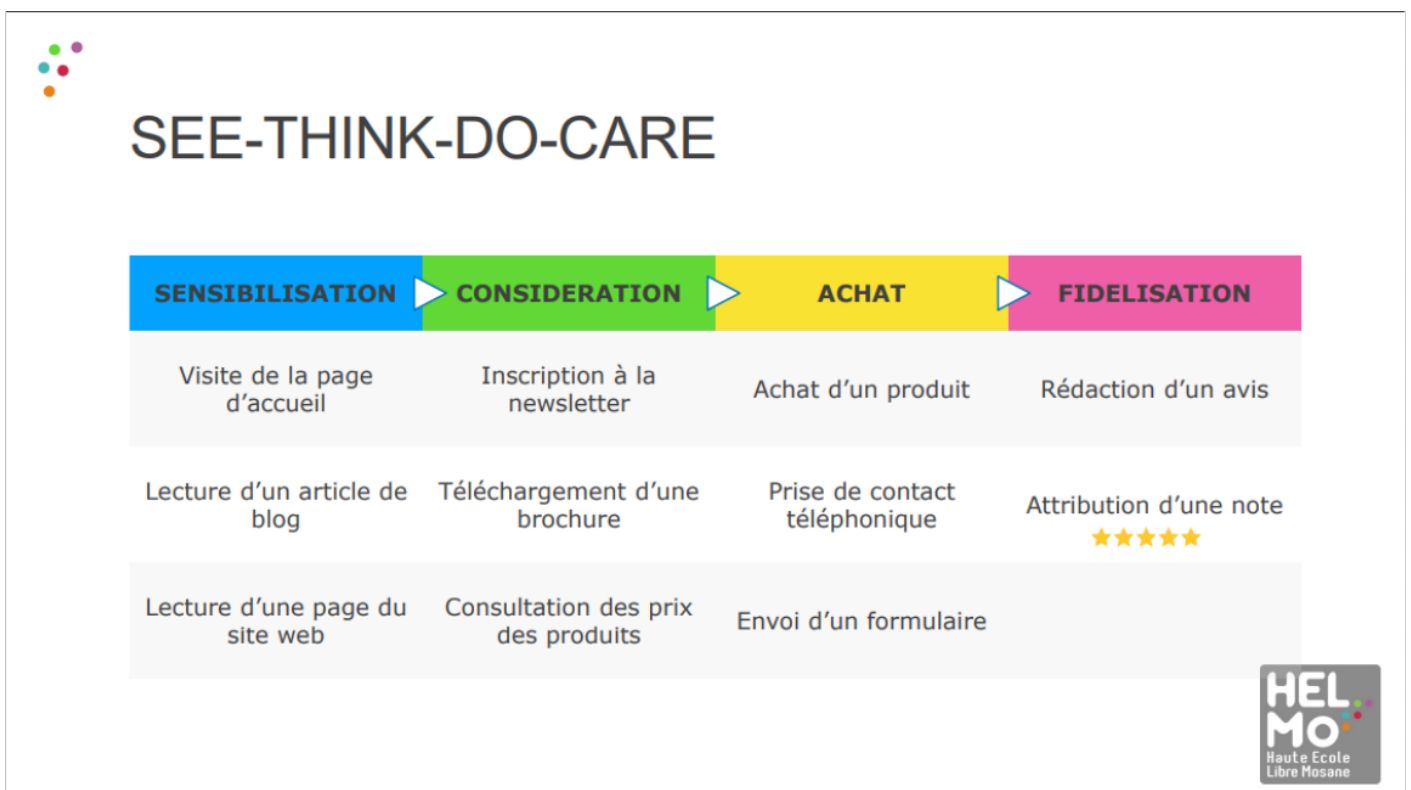 SEE-THINK-DO-CARE
SENSIBILISATION
CONSIDERATION
ACHAT
FIDELISATION
Visite de la page
d’accueil
Inscription à la
newsletter
Achat d’un produit
Rédaction d’un avis
Lecture d’un article de
blog
Téléchargement d’une
brochure
Prise de contact
téléphonique
Attribution d’une note
Lecture d’une page du
site web
Consultation des prix
des produits
Envoi d’un formulaire
HEL
MO
Haute Ecole
Libre Mosane